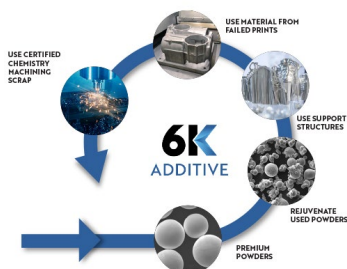 USE MATERIAL FROM
FAILED PRINTS
USE CERTIFIED
CHEMISTRY
MACHINING
SCRAP
USE SUPPORT
STRUCTURES
6K
ADDITIVE
REJUVENATE
USED POWDERS
PREMIUM
POWDERS